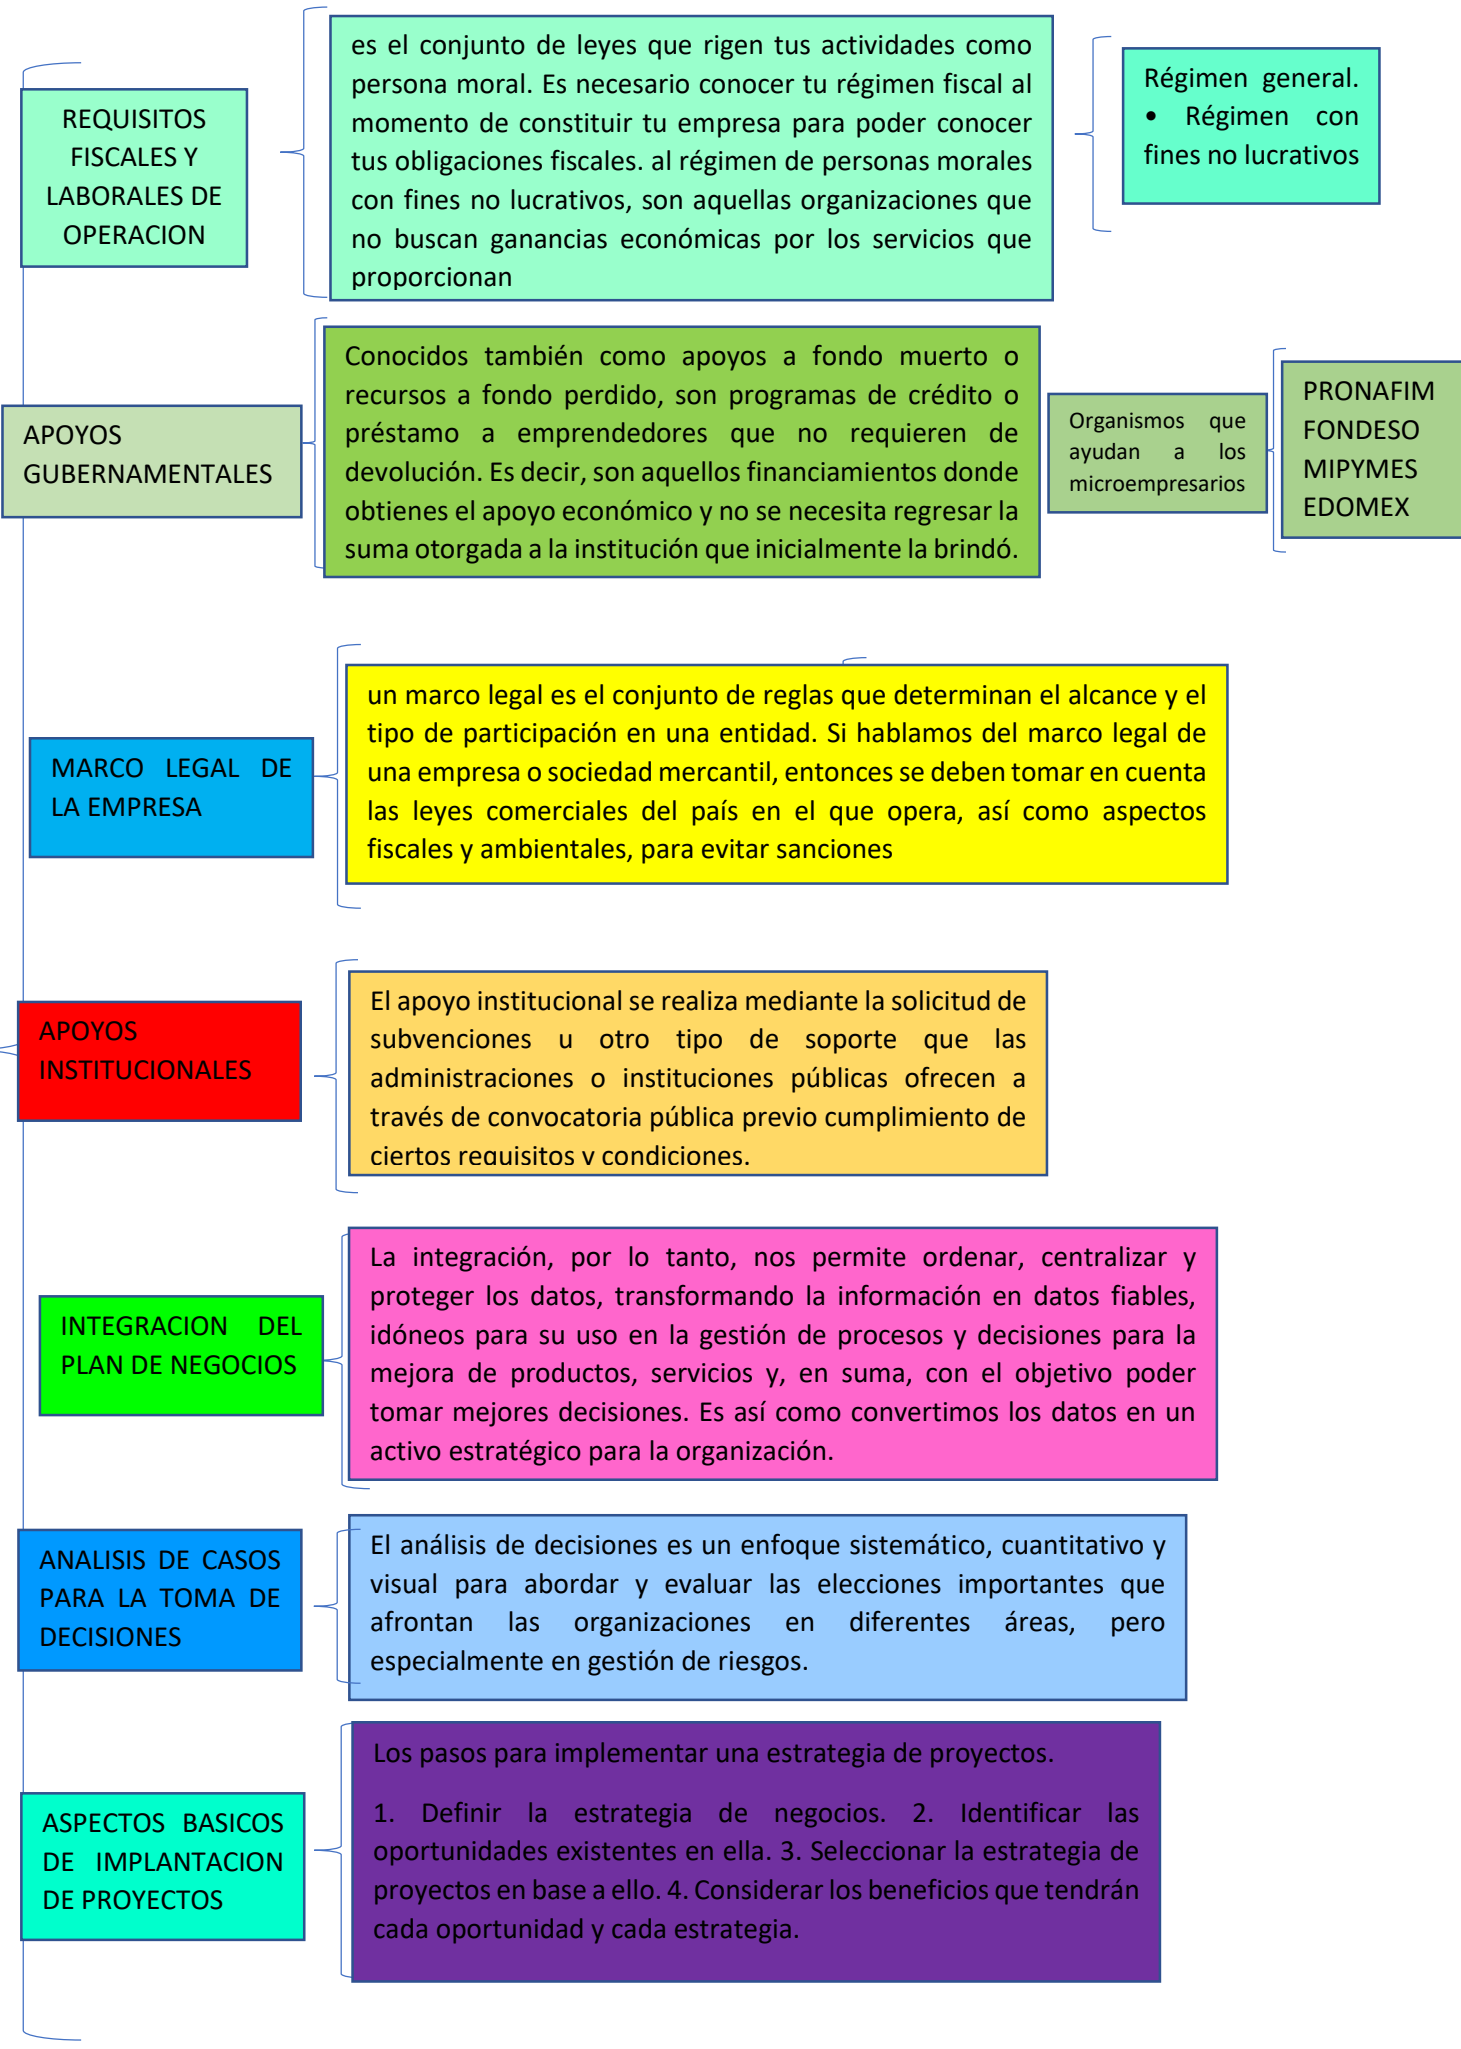 REQUISITOS
FISCALES Y
LABORALES DE
OPERACION
es el conjunto de leyes que rigen tus actividades como
persona moral. Es necesario conocer tu régimen fiscal al
momento de constituir tu empresa para poder conocer
tus obligaciones fiscales. al régimen de personas morales
con fines no lucrativos, son aquellas organizaciones que
no buscan ganancias económicas por los servicios que
proporcionan
Régimen general.
• Régimen con
fines no lucrativos
APOYOS
GUBERNAMENTALES
Conocidos también como apoyos a fondo muerto o
recursos a fondo perdido, son programas de crédito o
préstamo a emprendedores que no requieren de
devolución. Es decir, son aquellos financiamientos donde
obtienes el apoyo económico y no se necesita regresar la
suma otorgada a la institución que inicialmente la brindó.
Organismos que
ayudan a los
microempresarios
PRONAFIM
FONDESO
MIPYMES
EDOMEX
MARCO LEGAL DE
LA EMPRESA
un marco legal es el conjunto de reglas que determinan el alcance y el
tipo de participación en una entidad. Si hablamos del marco legal de
una empresa o sociedad mercantil, entonces se deben tomar en cuenta
las leyes comerciales del país en el que opera, así como aspectos
fiscales y ambientales, para evitar sanciones
APOYOS
INSTITUCIONALES
El apoyo institucional se realiza mediante la solicitud de
subvenciones u otro tipo de soporte que las
administraciones o instituciones públicas ofrecen a
través de convocatoria pública previo cumplimiento de
ciertos requisitos y condiciones.
INTEGRACION DEL
PLAN DE NEGOCIOS
La integración, por lo tanto, nos permite ordenar, centralizar y
proteger los datos, transformando la información en datos fiables,
idóneos para su uso en la gestión de procesos y decisiones para la
mejora de productos, servicios y, en suma, con el objetivo poder
tomar mejores decisiones. Es así como convertimos los datos en un
activo estratégico para la organización.
ANALISIS DE CASOS
PARA LA TOMA DE
DECISIONES
El análisis de decisiones es un enfoque sistemático, cuantitativo y
visual para abordar y evaluar las elecciones importantes que
afrontan las organizaciones en diferentes áreas, pero
especialmente en gestión de riesgos.
ASPECTOS BASICOS
DE IMPLANTACION
DE PROYECTOS
Los pasos para implementar una estrategia de proyectos.
1. Definir la estrategia de negocios. 2. Identificar las
oportunidades existentes en ella. 3. Seleccionar la estrategia de
proyectos en base a ello. 4. Considerar los beneficios que tendrán
cada oportunidad y cada estrategia.